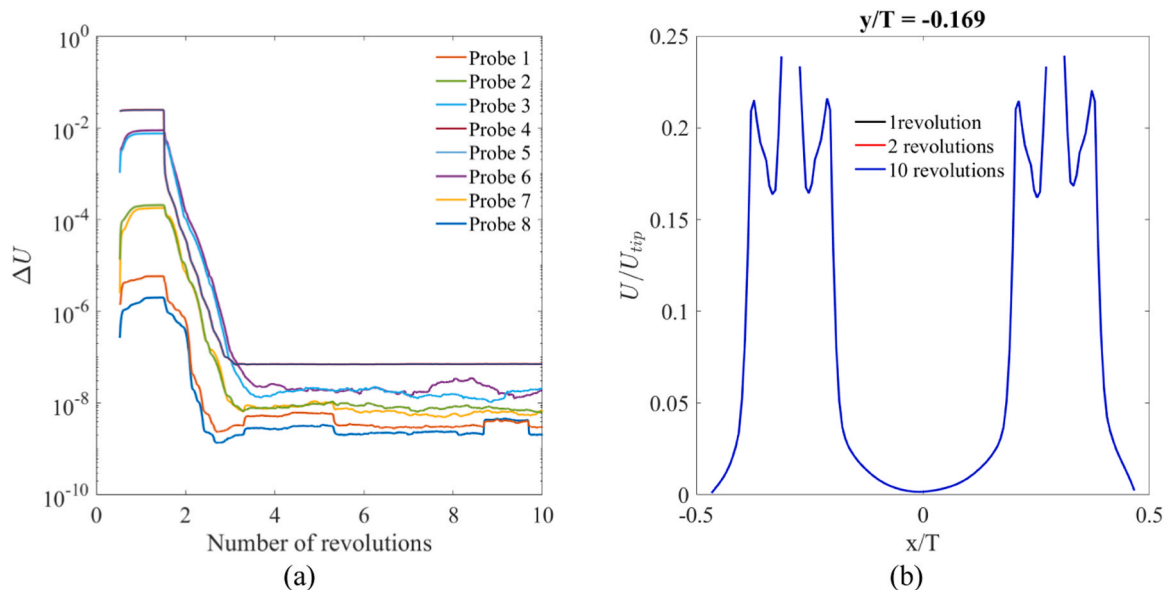 10^0
10^-2
10^-4
10^-6
10^-8
10^-10
ΔU
0
2
4
6
8
10
Number of revolutions
Probe 1
Probe 2
Probe 3
Probe 4
Probe 5
Probe 6
Probe 7
Probe 8
(a)
y/T = -0.169
0.25
0.2
0.15
0.1
0.05
0
U/U_tip
-0.5
0
0.5
x/T
1revolution
2 revolutions
10 revolutions
(b)